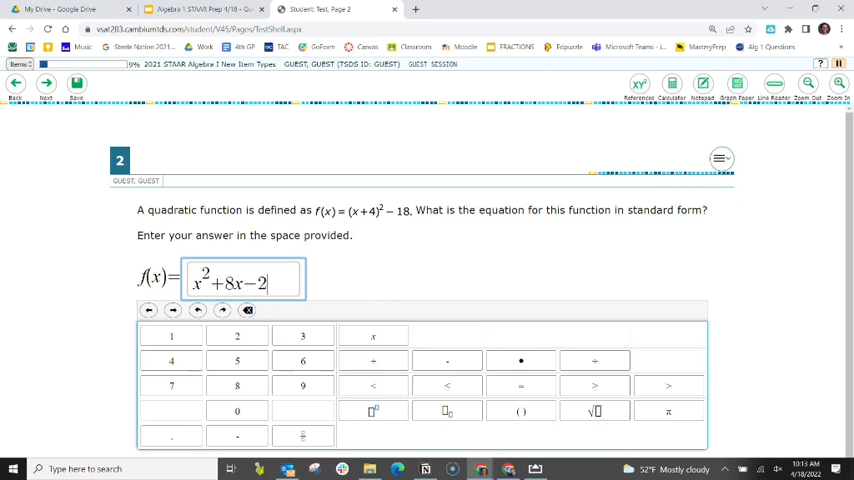 My Drive - Google Drive
Algebra 1 STAAR Prep 4/18 - Go
Student: Test, Page 2
vsat283.cambiumtds.com/student/V45/Pages/TestShell.aspx
Music
Steele Nation 2021...
Work
4th GP
TAC
GoForm
Canvas
Classroom
Moodle
FRACTIONS
Edpuzzle
Microsoft Teams - l...
MasteryPrep
Alg 1 Questions
Items
9% 2021 STAAR Algebra I New Item Types
GUEST, GUEST (TSDS ID: GUEST)
GUEST SESSION
?
XY²
Back
Next
Save
References
Calculator
Notepad
Graph Paper
Line Reader
Zoom Out
Zoom In
2
GUEST, GUEST
A quadratic function is defined as f(x) = (x+4)² − 18. What is the equation for this function in standard form?
Enter your answer in the space provided.
f(x)= x²+8x−2
1 2 3 x
4 5 6 + - • ÷
7 8 9 < ≤ = ≥ >
0 ( ) √ π
. -
Type here to search
52°F Mostly cloudy
10:13 AM
4/18/2022